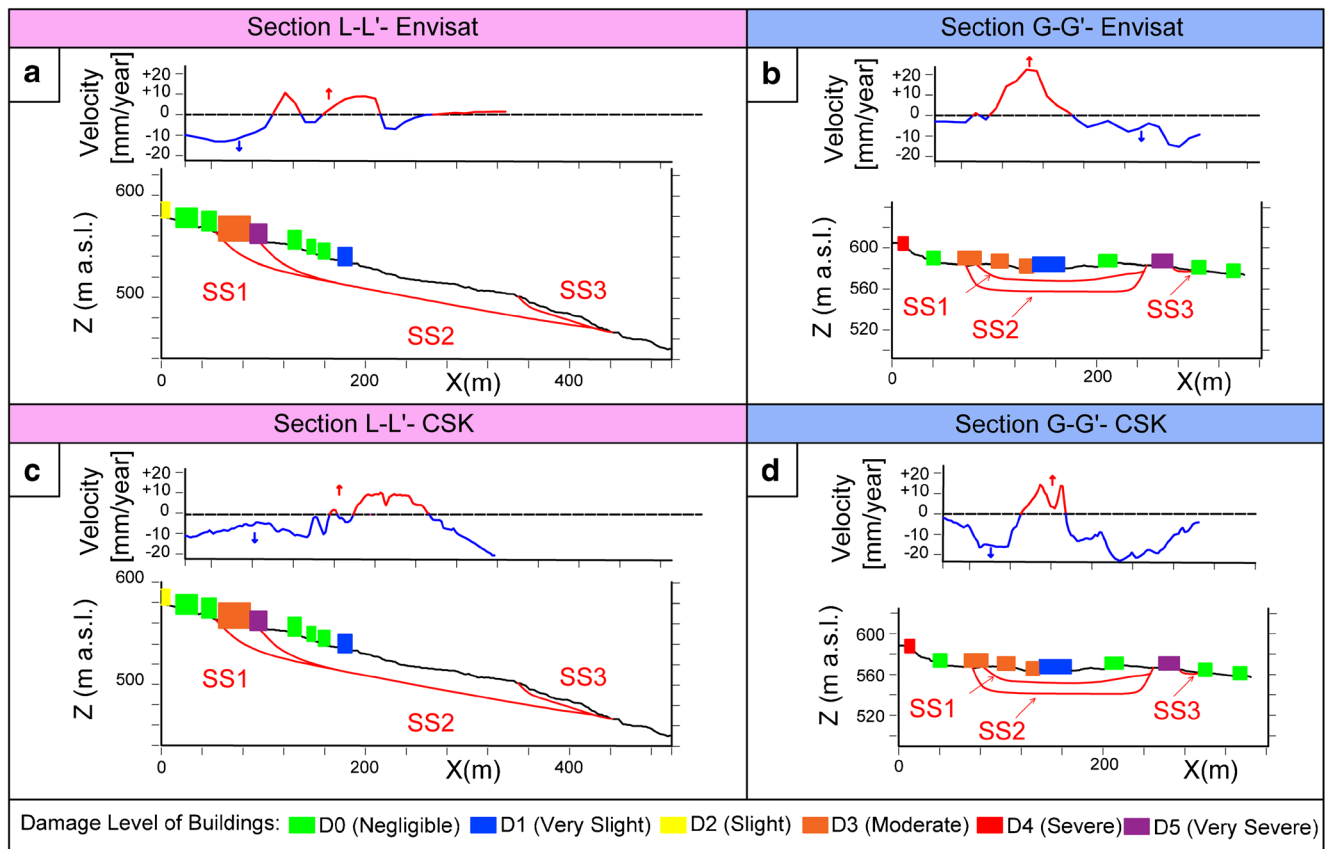 Section L-L'- Envisat
Section G-G'- Envisat
a
Velocity
[mm/year]
+20
+10
0
-10
-20
Z (m a.s.l.)
600
500
SS1
SS2
SS3
0
200
400
X(m)
b
Velocity
[mm/year]
+20
+10
0
-10
-20
Z (m a.s.l.)
600
560
520
SS1
SS2
SS3
0
200
X(m)
Section L-L'- CSK
Section G-G'- CSK
c
Velocity
[mm/year]
+20
+10
0
-10
-20
Z (m a.s.l.)
600
500
SS1
SS2
SS3
0
200
400
X(m)
d
Velocity
[mm/year]
+20
+10
0
-10
-20
Z (m a.s.l.)
600
560
520
SS1
SS2
SS3
0
200
X(m)
Damage Level of Buildings: D0 (Negligible) D1 (Very Slight) D2 (Slight) D3 (Moderate) D4 (Severe) D5 (Very Severe)